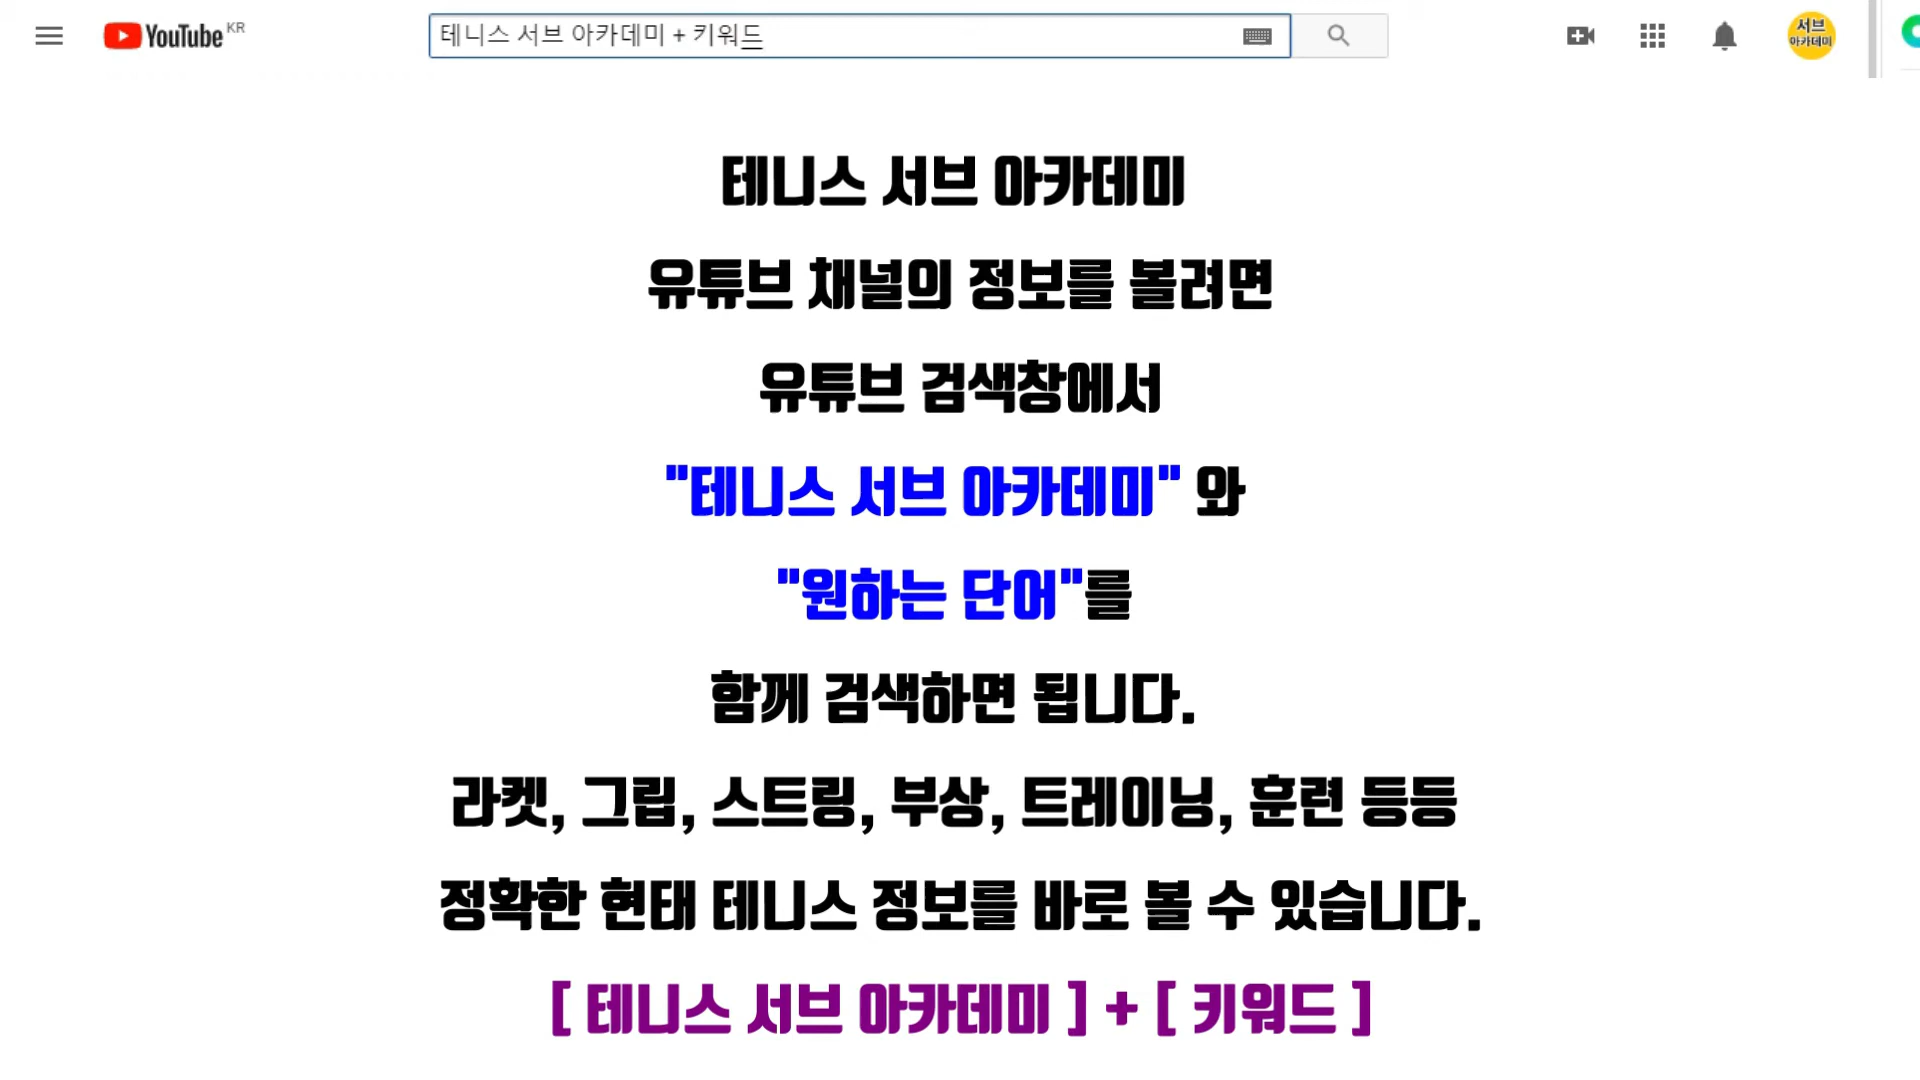 YouTube KR
테니스 서브 아카데미 + 키워드
서브
아카데미
테니스 서브 아카데미
유튜브 채널의 정보를 볼려면
유튜브 검색창에서
"테니스 서브 아카데미" 와
"원하는 단어"를
함께 검색하면 됩니다.
라켓, 그립, 스트링, 부상, 트레이닝, 훈련 등등
정확한 현태 테니스 정보를 바로 볼 수 있습니다.
[ 테니스 서브 아카데미 ] + [ 키워드 ]